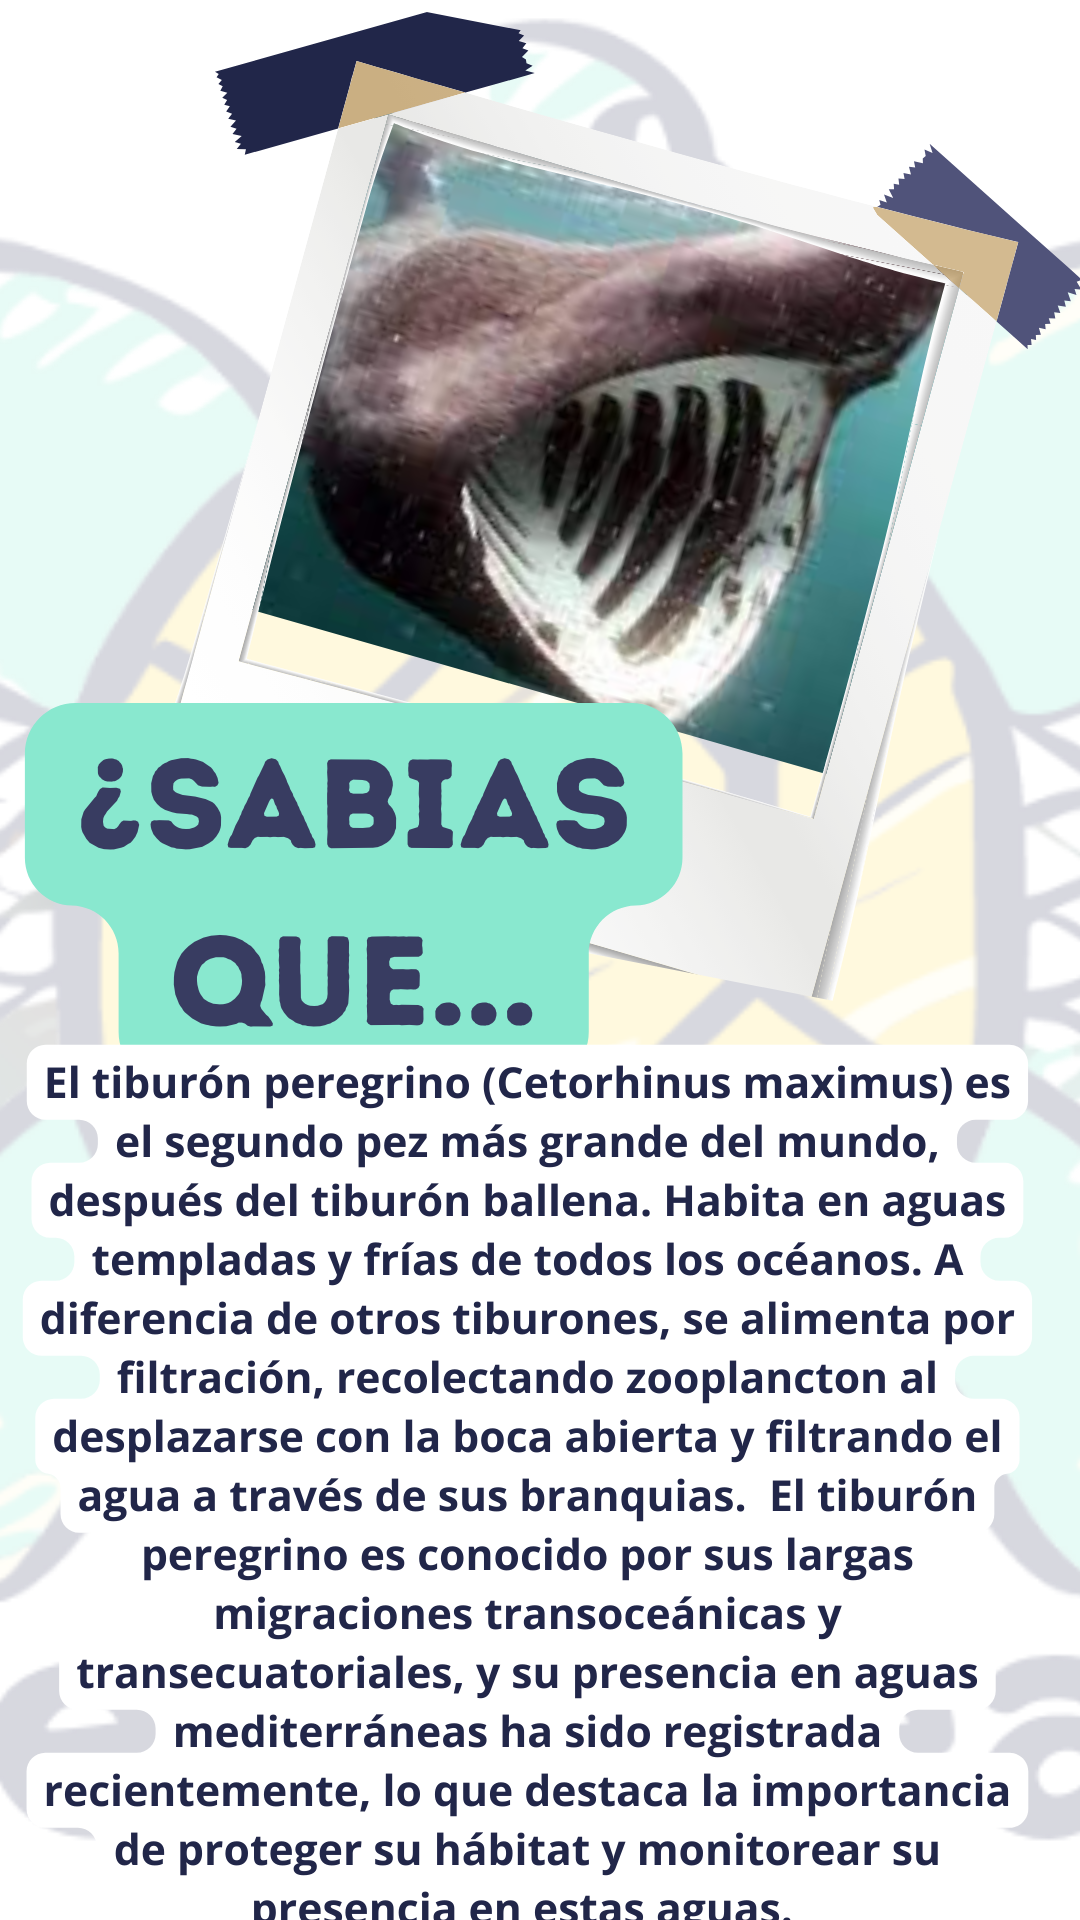 ¿SABIAS
QUE...
El tiburón peregrino (Cetorhinus maximus) es
el segundo pez más grande del mundo,
después del tiburón ballena. Habita en aguas
templadas y frías de todos los océanos. A
diferencia de otros tiburones, se alimenta por
filtración, recolectando zooplancton al
desplazarse con la boca abierta y filtrando el
agua a través de sus branquias.  El tiburón
peregrino es conocido por sus largas
migraciones transoceánicas y
transecuatoriales, y su presencia en aguas
mediterráneas ha sido registrada
recientemente, lo que destaca la importancia
de proteger su hábitat y monitorear su
presencia en estas aguas.